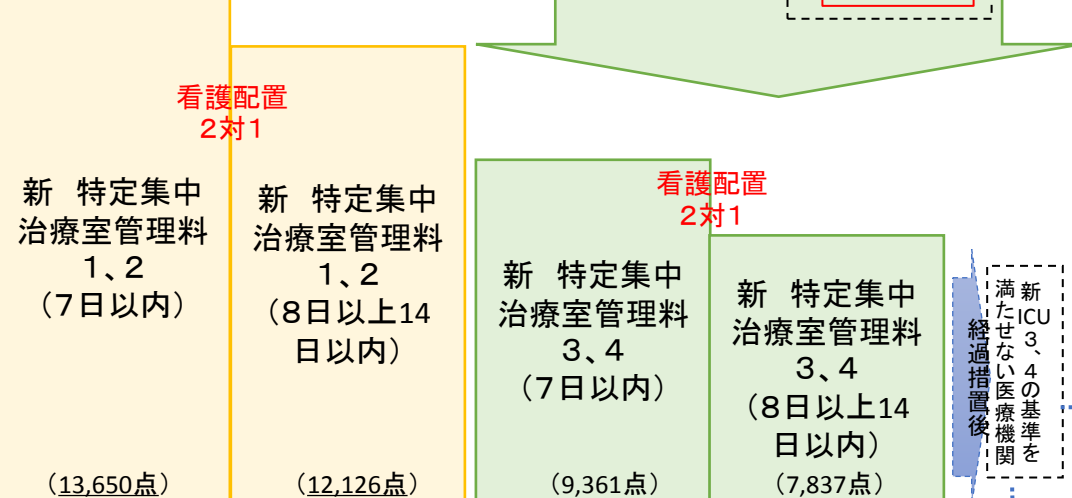 看護配置
２対１
新　特定集中
治療室管理料
１、２
（７日以内）
（13,650点）
新　特定集中
治療室管理料
１、２
（８日以上14
日以内）
（12,126点）
看護配置
２対１
新　特定集中
治療室管理料
３、４
（７日以内）
（9,361点）
新　特定集中
治療室管理料
３、４
（８日以上14
日以内）
（7,837点）
経過措置後
新ICU３、４の基準を
満たせない医療機関